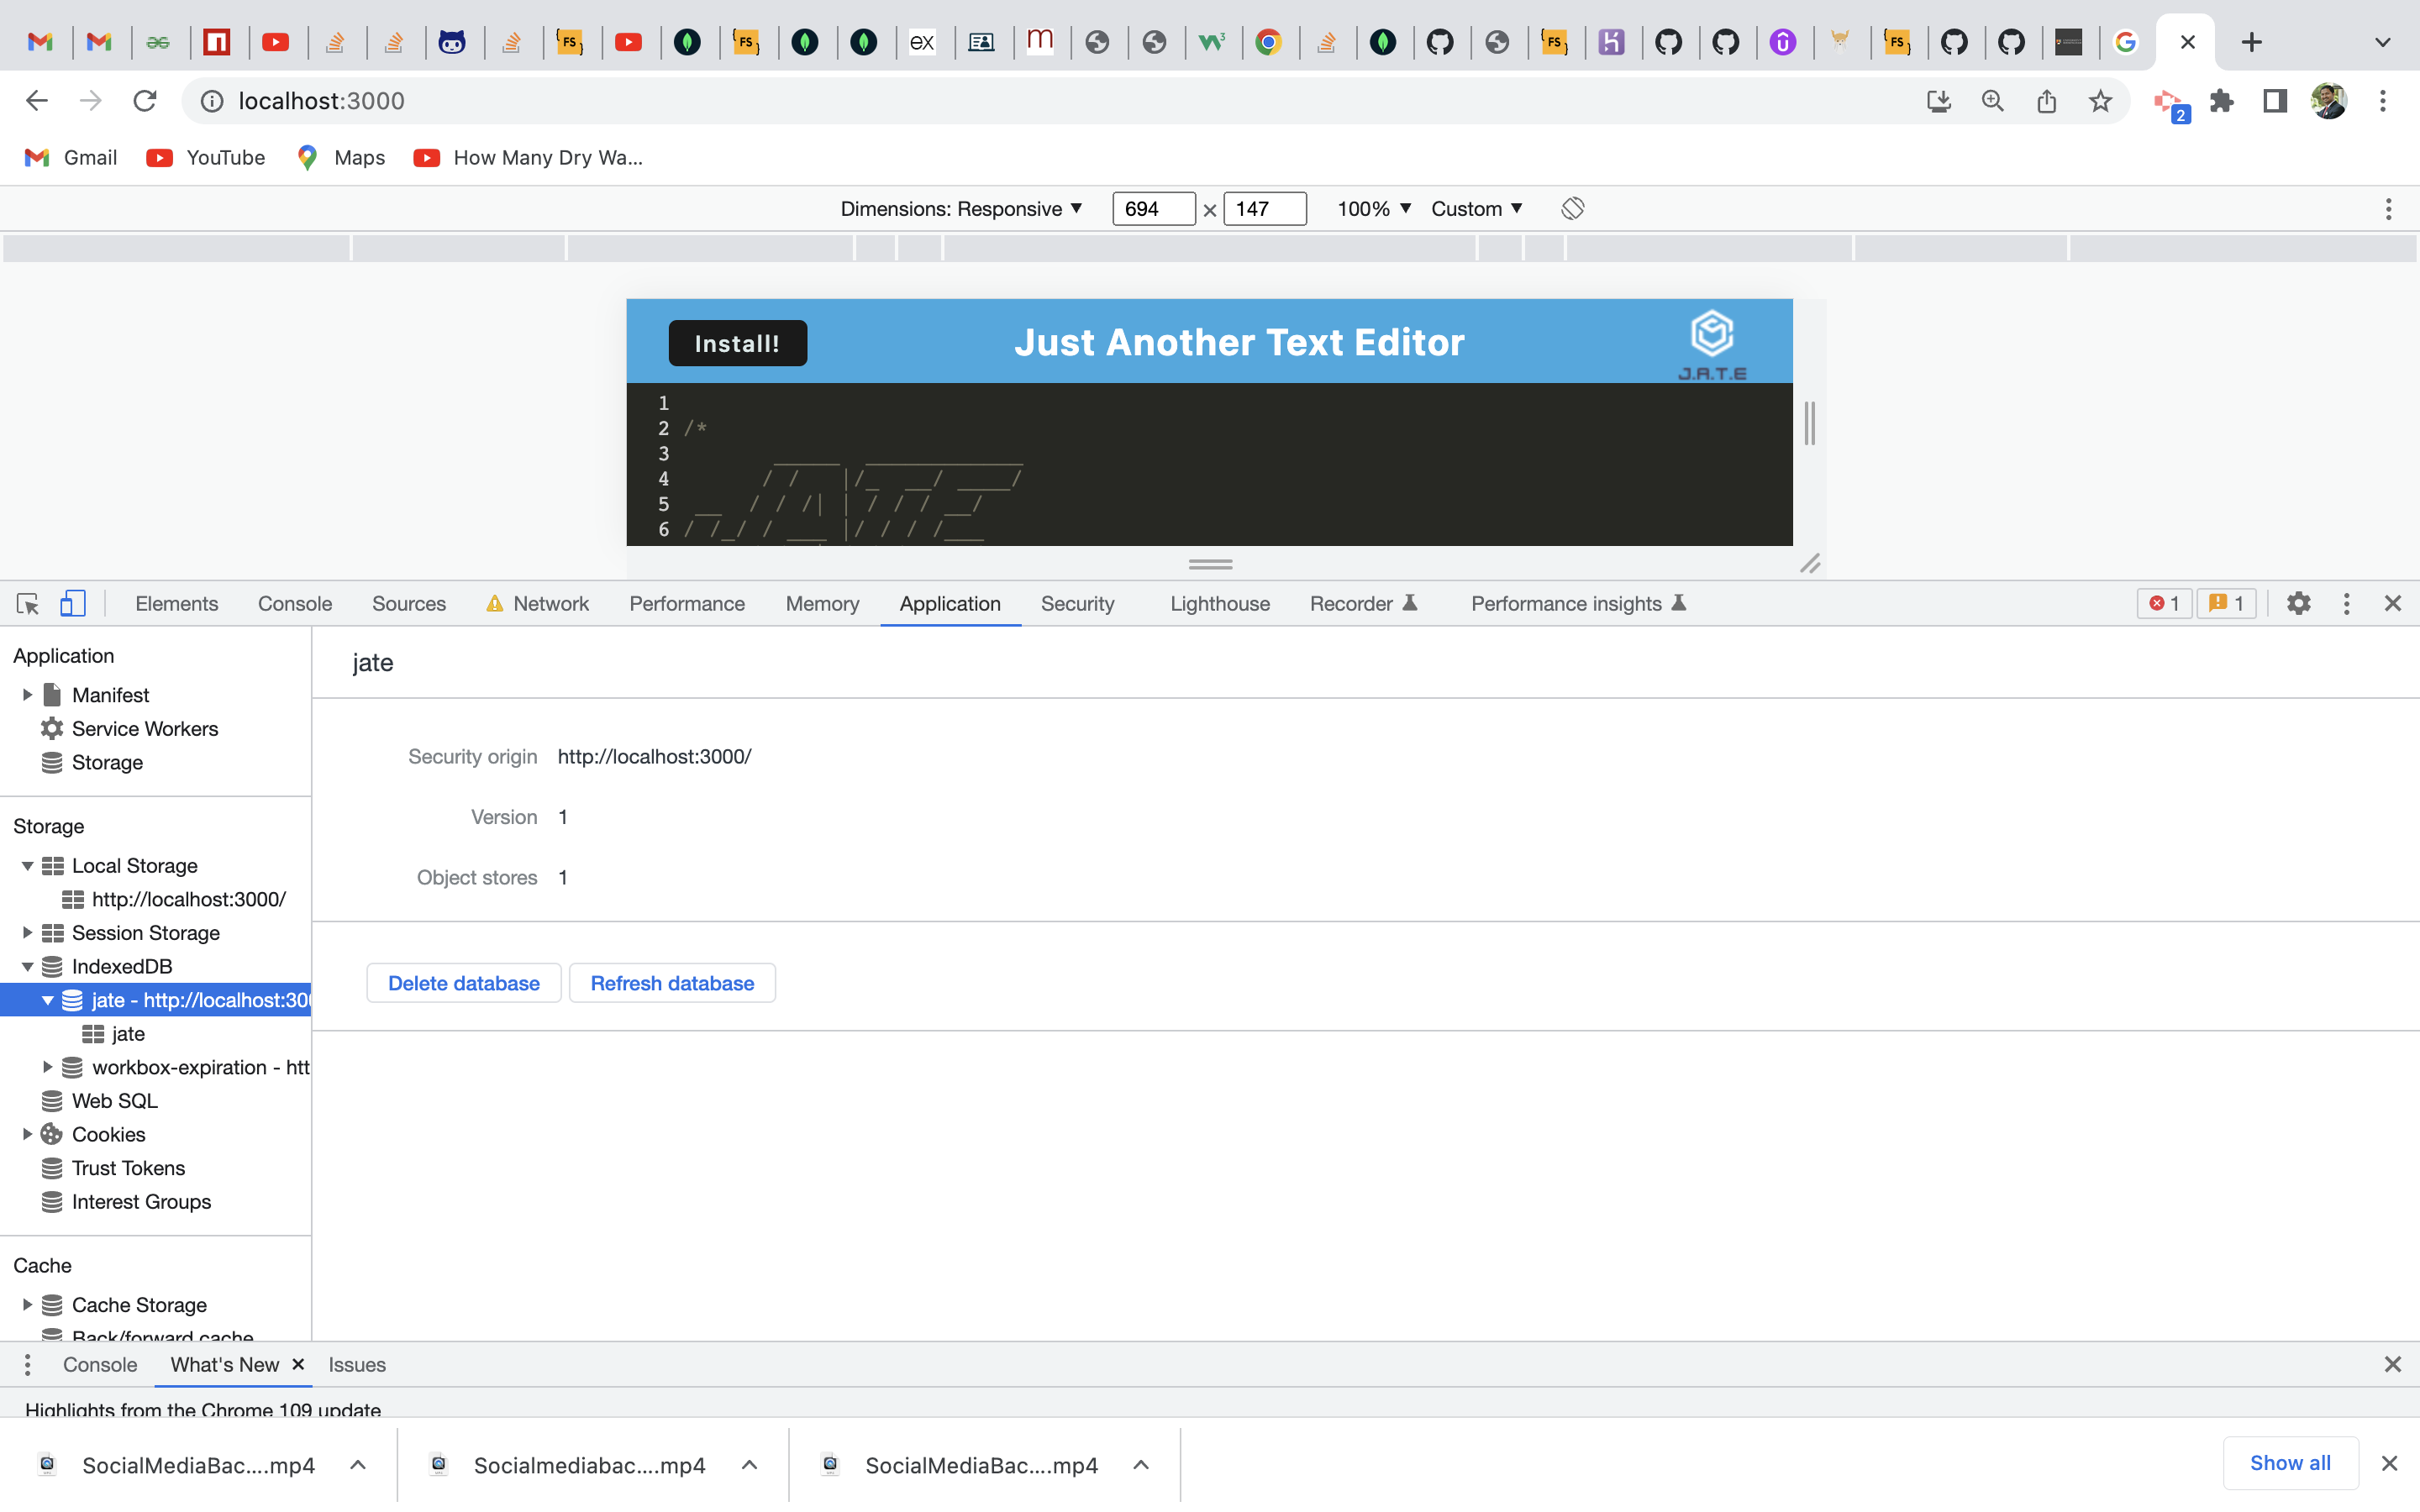 localhost:3000
2
Gmail YouTube Maps How Many Dry Wa...
Dimensions: Responsive 694 × 147 100% Custom
Install! Just Another Text Editor
J.A.T.E
1
2 /*
3
4
5
6
Elements Console Sources Network Performance Memory Application Security Lighthouse Recorder Performance insights 1 1
Application
Manifest
Service Workers
Storage
Storage
Local Storage
http://localhost:3000/
Session Storage
IndexedDB
jate - http://localhost:300
jate
workbox-expiration - htt
Web SQL
Cookies
Trust Tokens
Interest Groups
Cache
Cache Storage
Back/forward cache
jate
Security origin http://localhost:3000/
Version 1
Object stores 1
Delete database Refresh database
Console What's New Issues
Highlights from the Chrome 109 update
SocialMediaBac....mp4 Socialmediabac....mp4 SocialMediaBac....mp4 Show all